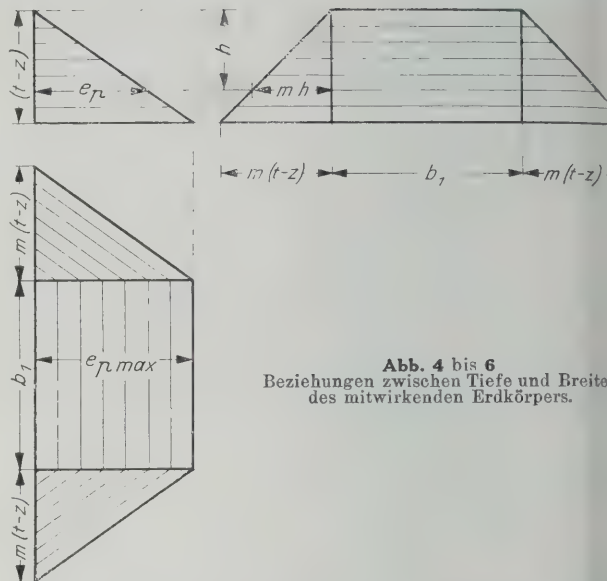 (t-z)
e_p
h
m h
m(t-z)
b_1
m(t-z)
m(t-z)
b_1
e_p max
m(t-z)
Abb. 4 bis 6
Beziehungen zwischen Tiefe und Breite
des mitwirkenden Erdkörpers.